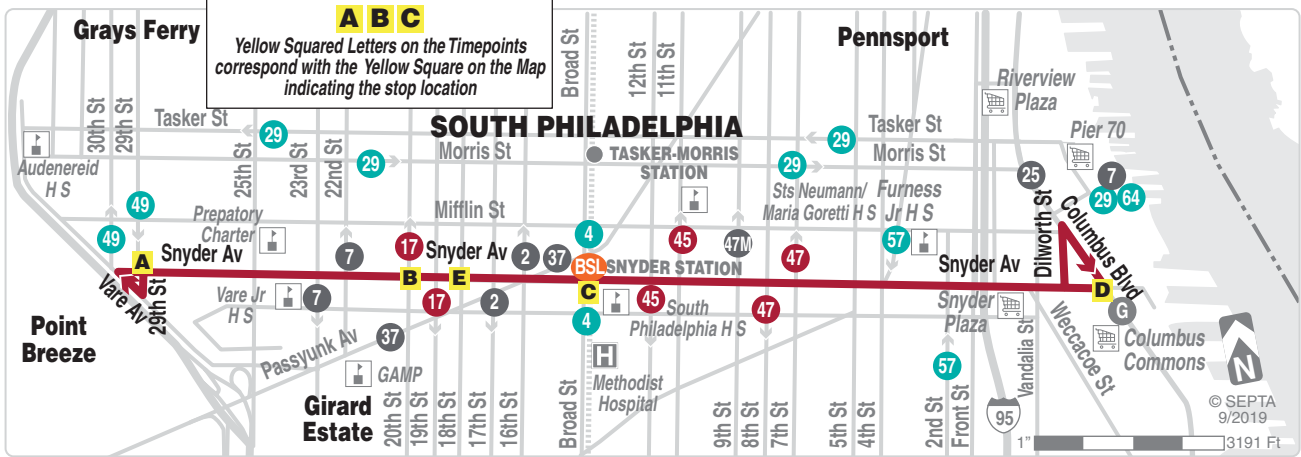 A B C
Yellow Squared Letters on the Timepoints
correspond with the Yellow Square on the Map
indicating the stop location
Grays Ferry
Pennsport
Broad St
12th St
11th St
Riverview
Plaza
30th St
29th St
Tasker St
29
25th St
23rd St
22nd St
SOUTH PHILADELPHIA
Tasker St
29
Pier 70
Audenereid
H S
29
Morris St
TASKER-MORRIS
STATION
29
Morris St
25
7
29
64
49
49
Prepatory
Charter
Mifflin St
Sts Neumann/
Maria Goretti H S
Furness
Jr H S
Dilworth St
Columbus Blvd
A
Snyder Av
7
17
Snyder Av
2
37
4
45
47M
47
57
BSL
SNYDER STATION
Snyder Av
B
E
C
D
Vare Av
29th St
Vare Jr
H S
7
17
2
4
45
South
Philadelphia H S
47
Snyder
Plaza
G
Columbus
Commons
Point
Breeze
Passyunk Av
37
GAMP
H
Methodist
Hospital
57
Vandalia St
Weccacoe St
N
Girard
Estate
20th St
19th St
18th St
17th St
16th St
Broad St
9th St
8th St
7th St
5th St
4th St
2nd St
Front St
95
© SEPTA
9/2019
1"
3191 Ft